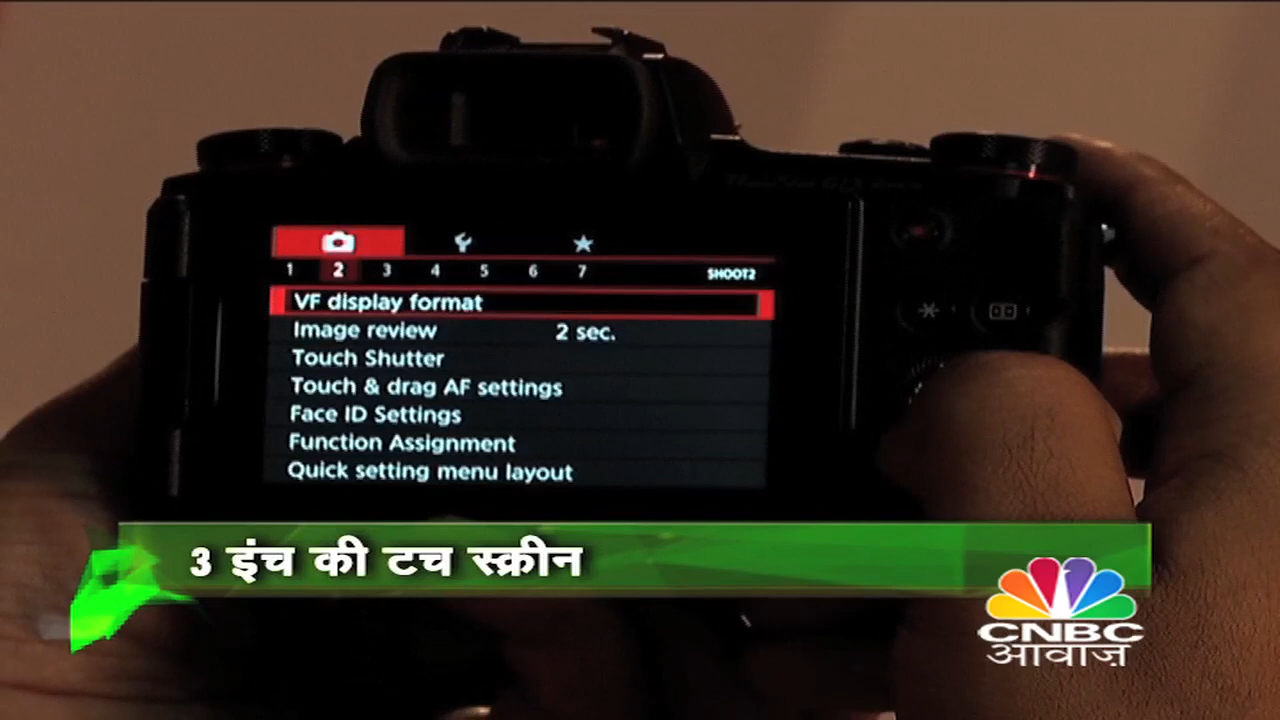 1 2 3 4 5 6 7 SHOOT2
VF display format
Image review 2 sec.
Touch Shutter
Touch & drag AF settings
Face ID Settings
Function Assignment
Quick setting menu layout
3 इंच की टच स्क्रीन
CNBC
आवाज़